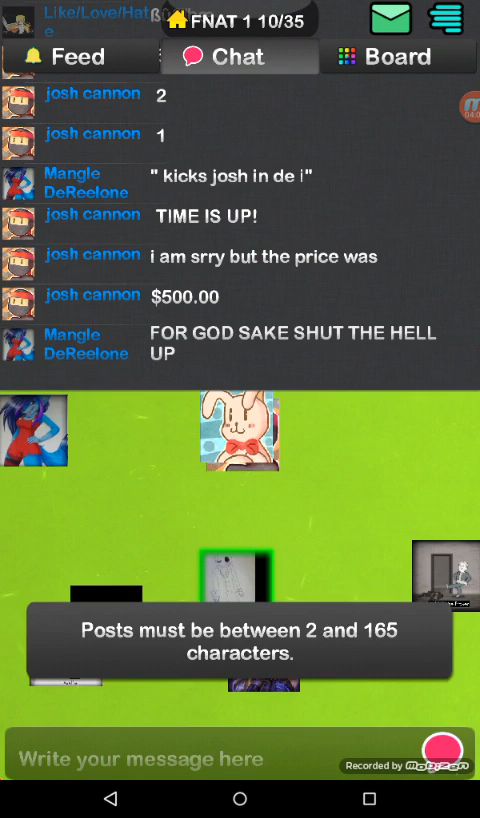 Like/Love/Hat
e
FNAT 1 10/35
Feed
Chat
Board
josh cannon 2
04:0
josh cannon 1
Mangle " kicks josh in de i"
DeReelone
josh cannon TIME IS UP!
josh cannon i am srry but the price was
josh cannon $500.00
Mangle FOR GOD SAKE SHUT THE HELL
DeReelone UP
Posts must be between 2 and 165
characters.
Write your message here
Recorded by Mobizen